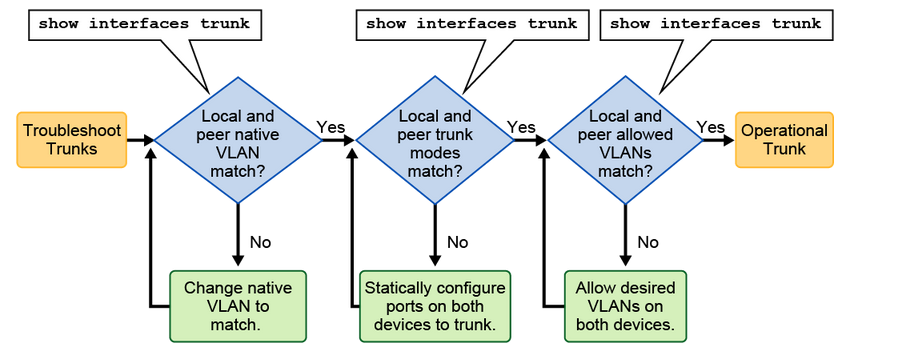 show interfaces trunk
show interfaces trunk
show interfaces trunk
Troubleshoot
Trunks
Local and
peer native
VLAN
match?
Yes
Local and
peer trunk
modes
match?
Yes
Local and
peer allowed
VLANs
match?
Yes
Operational
Trunk
No
No
No
Change native
VLAN to
match.
Statically configure
ports on both
devices to trunk.
Allow desired
VLANs on
both devices.